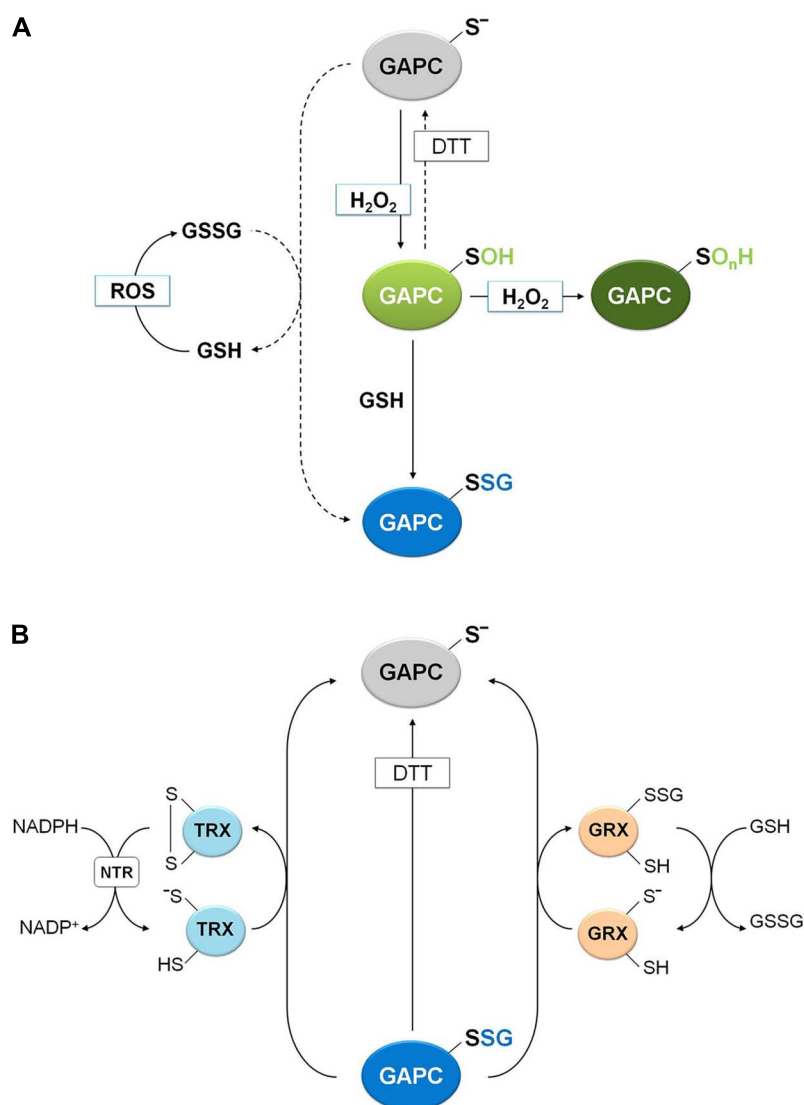 A
S⁻
GAPC
DTT
H₂O₂
GSSG
SOH
SOₙH
ROS
GAPC
H₂O₂
GAPC
GSH
GSH
SSG
GAPC
B
S⁻
GAPC
DTT
S
SSG
NADPH
TRX
GRX
GSH
S
SH
NTR
⁻S
S⁻
NADP⁺
TRX
GRX
GSSG
HS
SH
SSG
GAPC